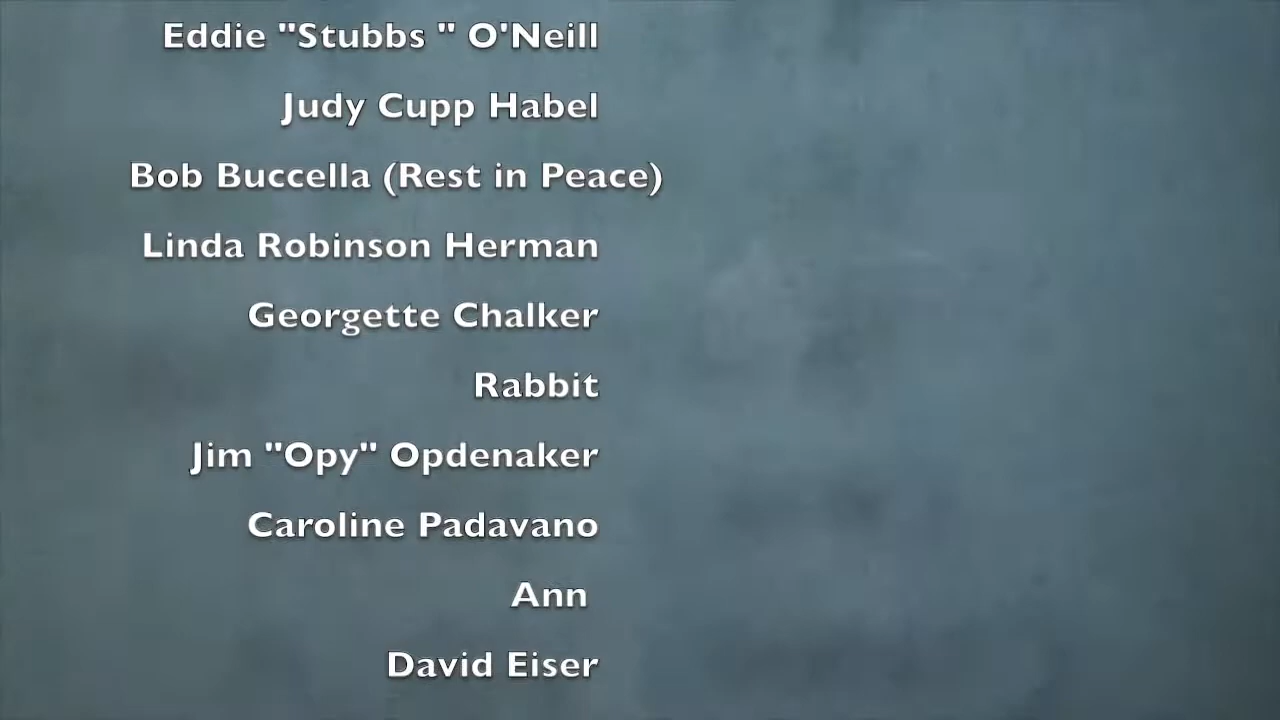 Eddie "Stubbs " O'Neill
Judy Cupp Habel
Bob Buccella (Rest in Peace)
Linda Robinson Herman
Georgette Chalker
Rabbit
Jim "Opy" Opdenaker
Caroline Padavano
Ann
David Eiser